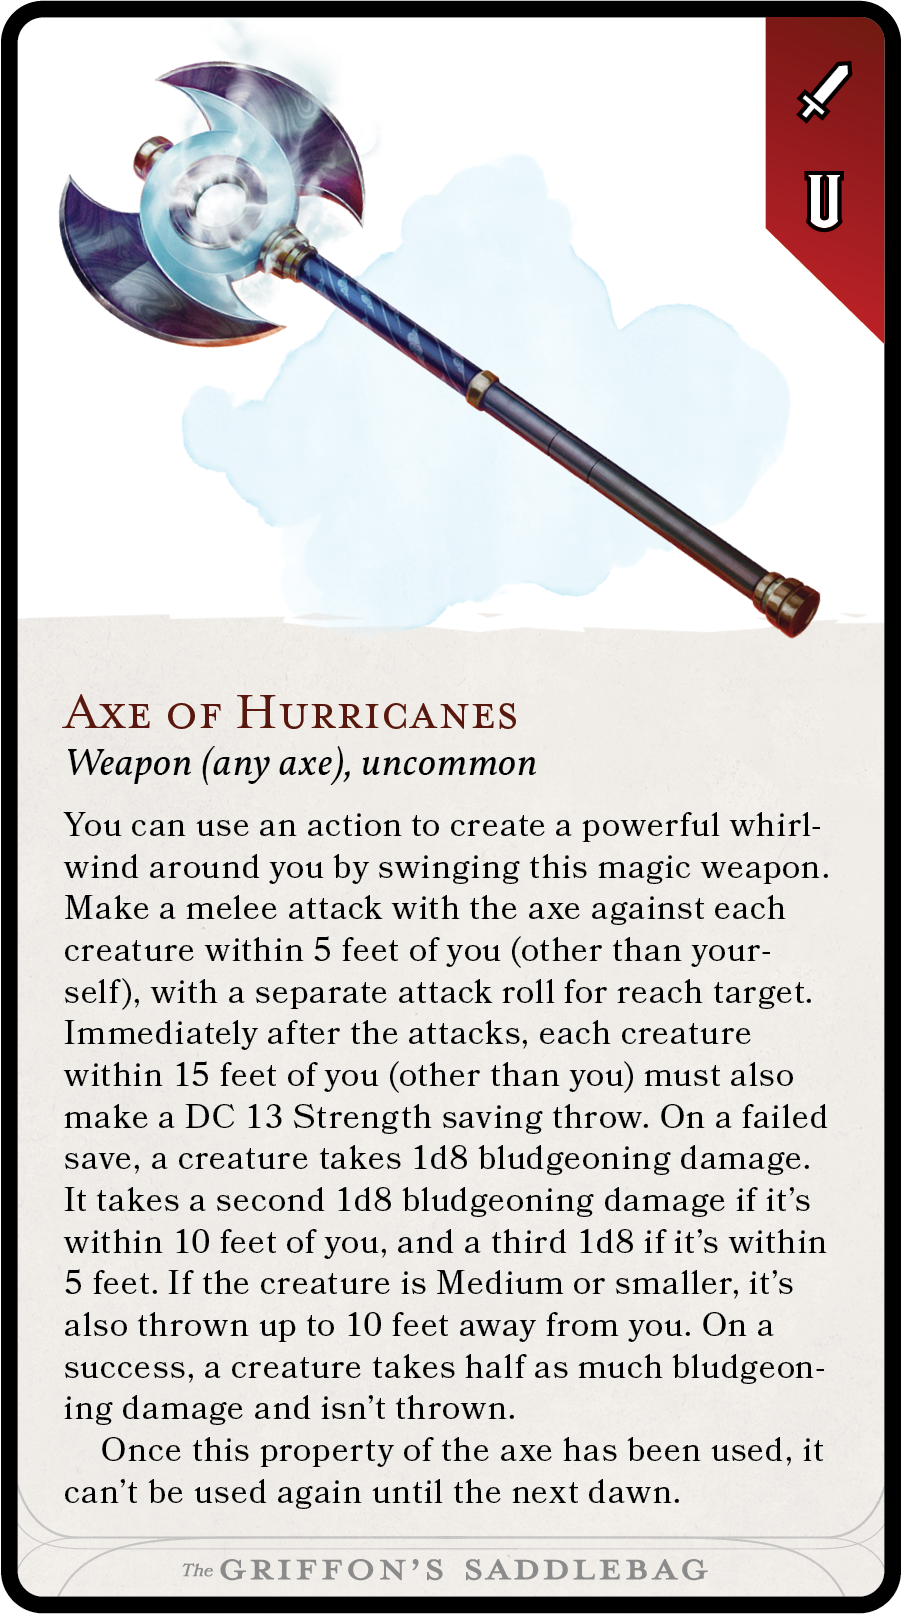 U
Axe of Hurricanes
Weapon (any axe), uncommon
You can use an action to create a powerful whirl-
wind around you by swinging this magic weapon.
Make a melee attack with the axe against each
creature within 5 feet of you (other than your-
self), with a separate attack roll for reach target.
Immediately after the attacks, each creature
within 15 feet of you (other than you) must also
make a DC 13 Strength saving throw. On a failed
save, a creature takes 1d8 bludgeoning damage.
It takes a second 1d8 bludgeoning damage if it's
within 10 feet of you, and a third 1d8 if it's within
5 feet. If the creature is Medium or smaller, it's
also thrown up to 10 feet away from you. On a
success, a creature takes half as much bludgeon-
ing damage and isn't thrown.
Once this property of the axe has been used, it
can't be used again until the next dawn.
The GRIFFON'S SADDLEBAG